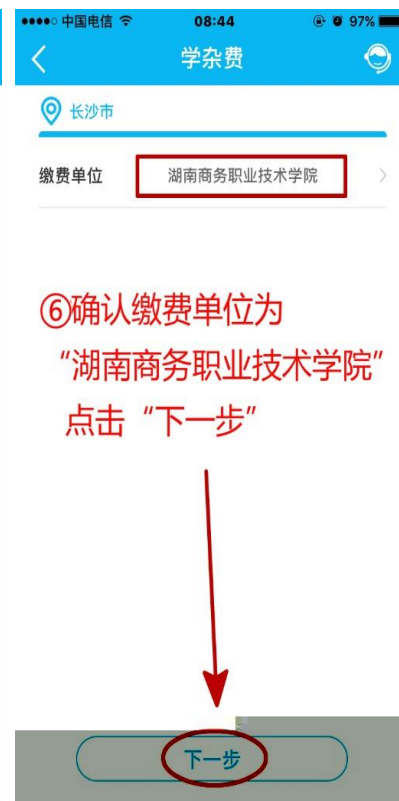 中国电信 08:44 97%
学杂费
长沙市
缴费单位 湖南商务职业技术学院
⑥确认缴费单位为
“湖南商务职业技术学院”
点击“下一步”
下一步